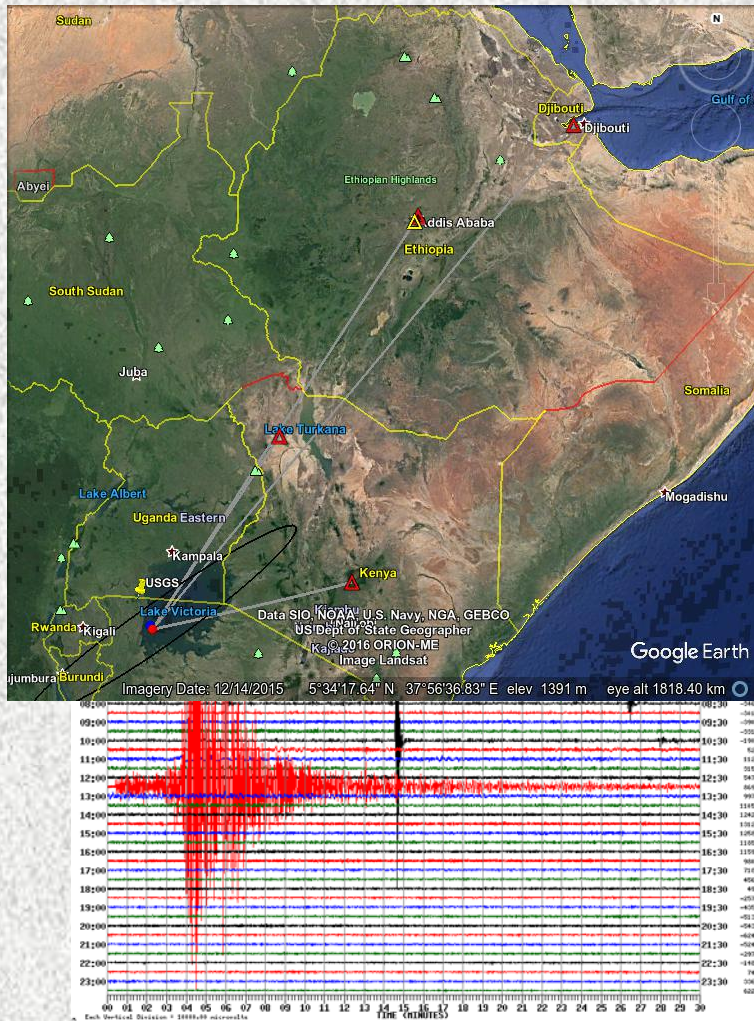 Sudan
N
Djibouti
Gulf of
Djibouti
Ethiopian Highlands
Abyei
Addis Ababa
Ethiopia
South Sudan
Juba
Somalia
Lake Turkana
Lake Albert
Mogadishu
Uganda Eastern
Kampala
Kenya
USGS
Lake Victoria
Data SIO, NOAA, U.S. Navy, NGA, GEBCO
Rwanda Kigali
US Dept of State Geographer
© 2016 ORION-ME
Image Landsat
Google Earth
ujumbura Burundi
Imagery Date: 12/14/2015 5°34'17.64" N 37°56'36.83" E elev 1391 m eye alt 1818.40 km
08:00 08:30
09:00 09:30
10:00 10:30
11:00 11:30
12:00 12:30
13:00 13:30
14:00 14:30
15:00 15:30
16:00 16:30
17:00 17:30
18:00 18:30
19:00 19:30
20:00 20:30
21:00 21:30
22:00 22:30
23:00 23:30
00 01 02 03 04 05 06 07 08 09 10 11 12 13 14 15 16 17 18 19 20 21 22 23 24 25 26 27 28 29 30
TIME (MINUTES)
Each Vertical Division = 10000.00 microvolts